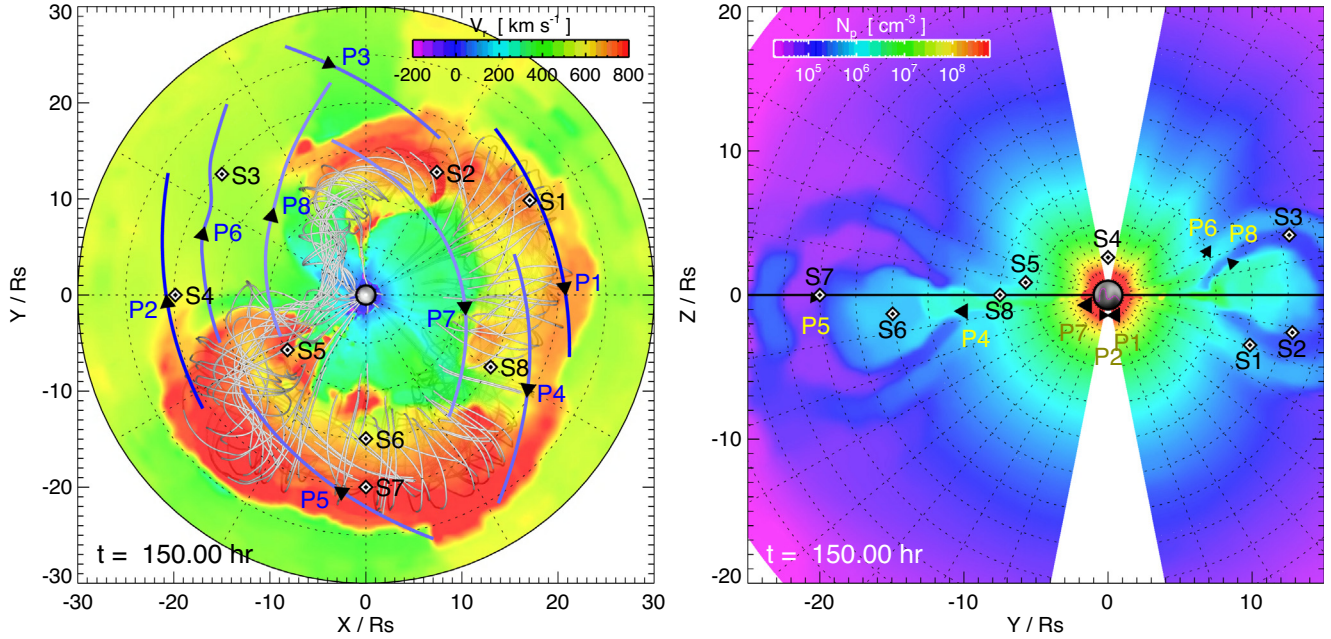 V_r [ km s⁻¹ ]
-200 0 200 400 600 800
P3
S3
S2
S1
P8
P6
S4
P2
P1
P7
S5
S8
P4
S6
P5
S7
t = 150.00 hr
30
20
10
0
-10
-20
-30
Y / Rs
-30 -20 -10 0 10 20 30
X / Rs
N_p [ cm⁻³ ]
10⁵ 10⁶ 10⁷ 10⁸
S3
P6
P8
S4
S5
S7
S8
P5
S6
P4
P7
P1
P2
S1
S2
t = 150.00 hr
20
10
0
-10
-20
Z / Rs
-20 -10 0 10
Y / Rs